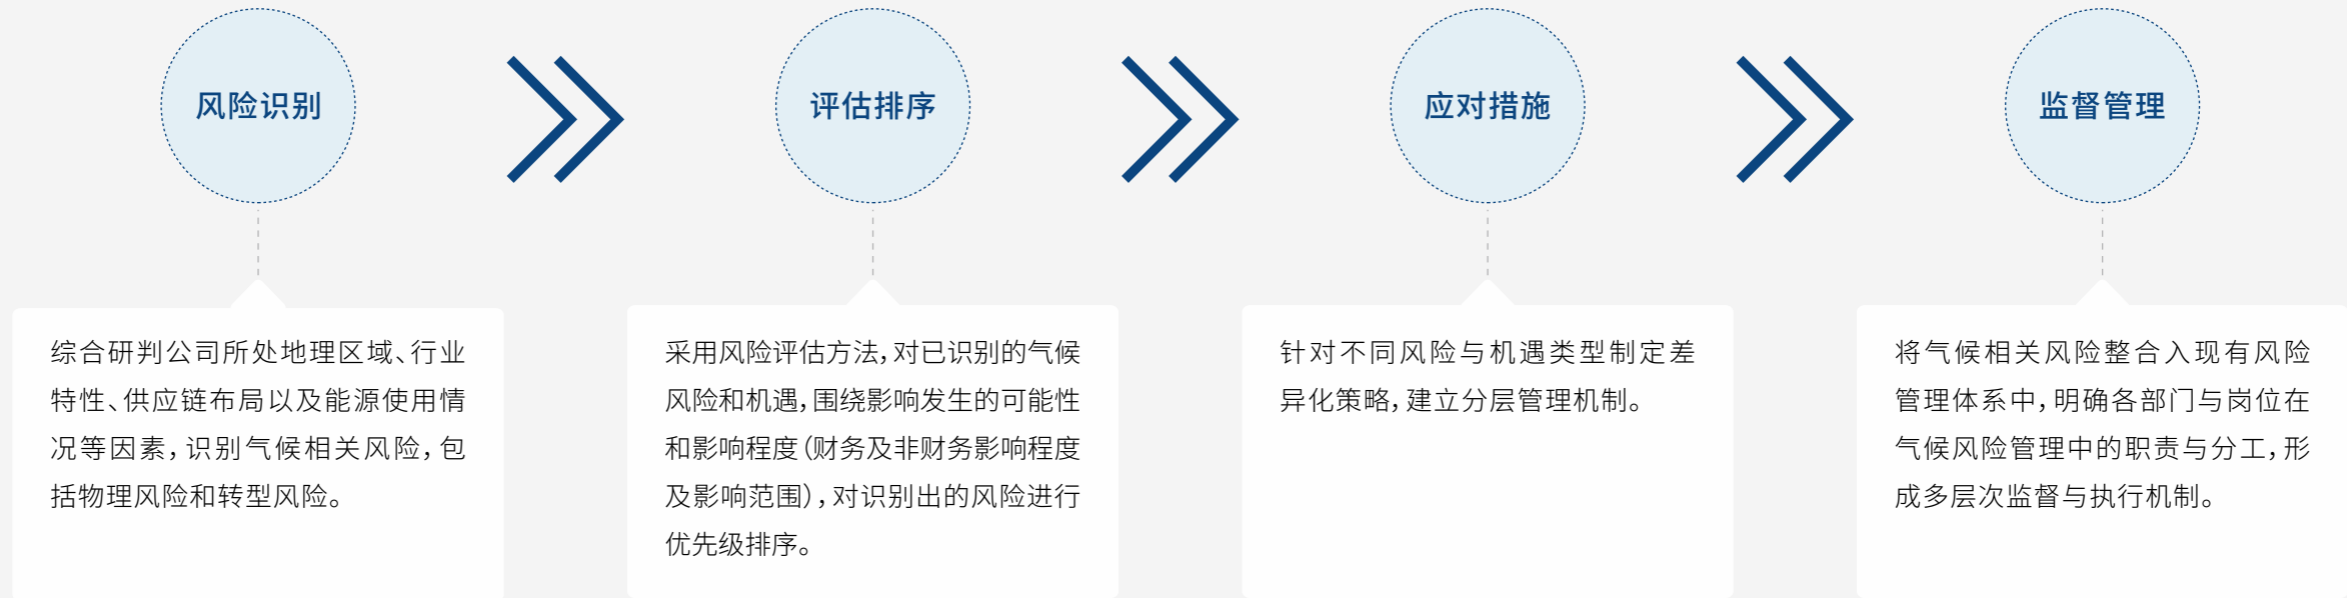 风险识别
评估排序
应对措施
监督管理
综合研判公司所处地理区域、行业
特性、供应链布局以及能源使用情
况等因素，识别气候相关风险，包
括物理风险和转型风险。
采用风险评估方法，对已识别的气候
风险和机遇，围绕影响发生的可能性
和影响程度（财务及非财务影响程度
及影响范围），对识别出的风险进行
优先级排序。
针对不同风险与机遇类型制定差
异化策略，建立分层管理机制。
将气候相关风险整合入现有风险
管理体系中，明确各部门与岗位在
气候风险管理中的职责与分工，形
成多层次监督与执行机制。